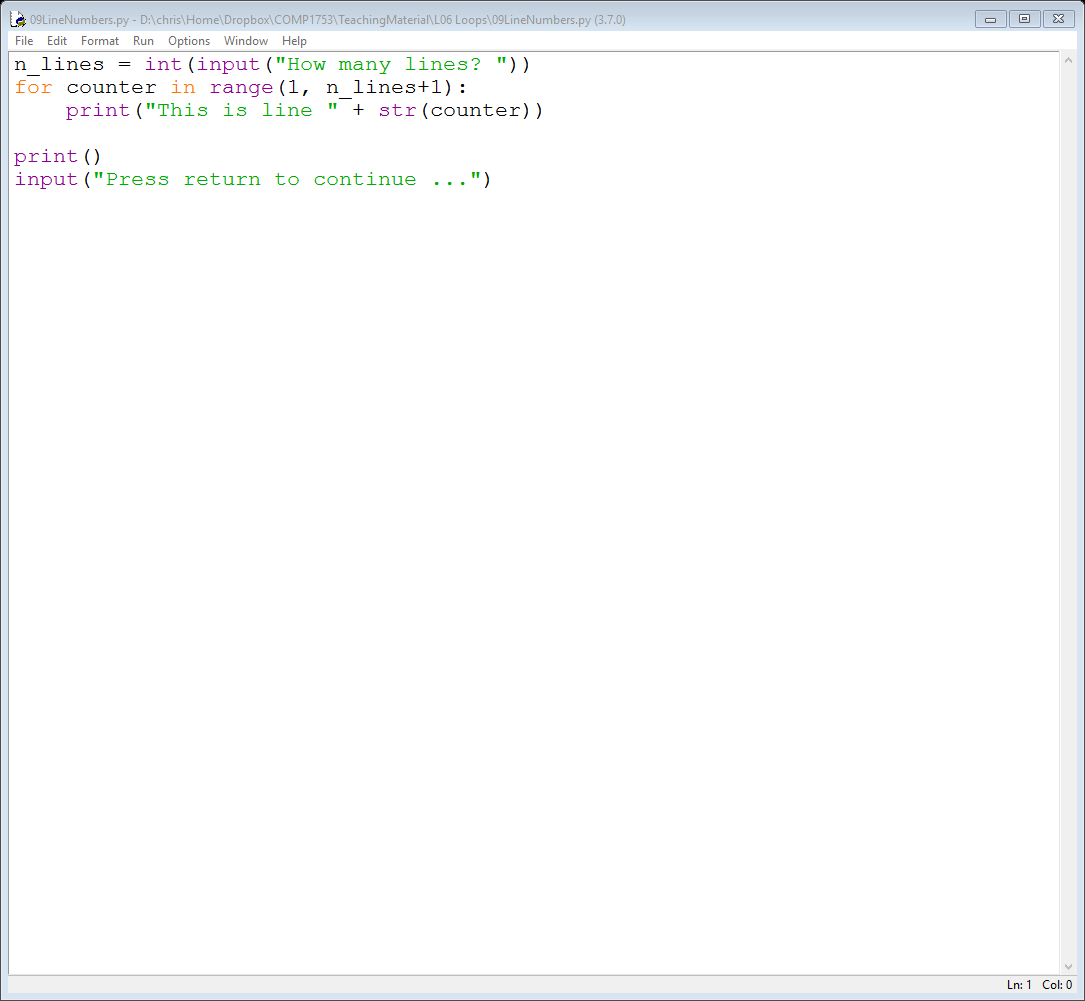 09LineNumbers.py - D:\chris\Home\Dropbox\COMP1753\TeachingMaterial\L06 Loops\09LineNumbers.py (3.7.0)
File Edit Format Run Options Window Help
n_lines = int(input("How many lines? "))
for counter in range(1, n_lines+1):
    print("This is line " + str(counter))

print()
input("Press return to continue ...")
Ln: 1 Col: 0